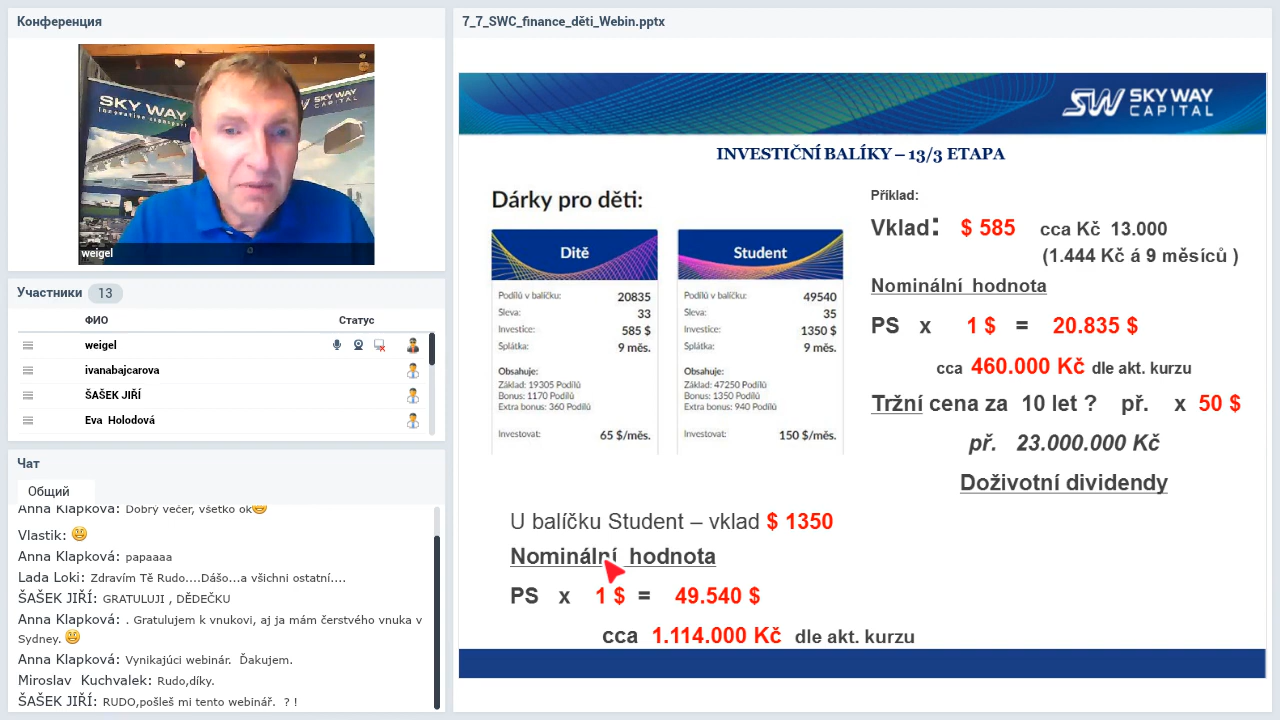 Конференция
SKY WAY
Innovative transport
SKY WAY
CAPITAL
weigel
Участники 13
ФИО Статус
weigel
ivanabajcarova
ŠAŠEK JIŘÍ
Eva Holodová
Чат
Общий
Anna Klapková: Dobrý večer, všetko ok
Vlastik:
Anna Klapková: papaaaa
Lada Loki: Zdravím Tě Rudo....Dášo...a všichni ostatní....
ŠAŠEK JIŘÍ: GRATULUJI , DĚDEČKU
Anna Klapková: . Gratulujem k vnukovi, aj ja mám čerstvého vnuka v
Sydney.
Anna Klapková: Vynikajúci webinár. Ďakujem.
Miroslav Kuchvalek: Rudo,díky.
ŠAŠEK JIŘÍ: RUDO,pošleš mi tento webinář. ? !
7_7_SWC_finance_děti_Webin.pptx
SW SKY WAY
CAPITAL
INVESTIČNÍ BALÍKY – 13/3 ETAPA
Dárky pro děti:
Ditě
Podílů v balíčku: 20835
Sleva: 33
Investice: 585 $
Splátka: 9 měs.
Obsahuje:
Základ: 19305 Podílů
Bonus: 1170 Podílů
Extra bonus: 360 Podílů
Investovat: 65 $/měs.
Student
Podílů v balíčku: 49540
Sleva: 35
Investice: 1350 $
Splátka: 9 měs.
Obsahuje:
Základ: 47250 Podílů
Bonus: 1350 Podílů
Extra bonus: 940 Podílů
Investovat: 150 $/měs.
Příklad:
Vklad: $ 585 cca Kč 13.000
(1.444 Kč á 9 měsíců )
Nominální hodnota
PS x 1 $ = 20.835 $
cca 460.000 Kč dle akt. kurzu
Tržní cena za 10 let ? př. x 50 $
př. 23.000.000 Kč
Doživotní dividendy
U balíčku Student – vklad $ 1350
Nominální hodnota
PS x 1 $ = 49.540 $
cca 1.114.000 Kč dle akt. kurzu